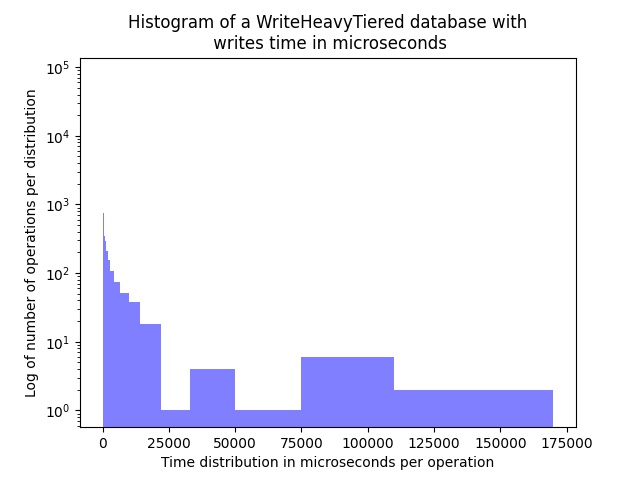 Histogram of a WriteHeavyTiered database with
writes time in microseconds
Log of number of operations per distribution
10⁵
10⁴
10³
10²
10¹
10⁰
0 25000 50000 75000 100000 125000 150000 175000
Time distribution in microseconds per operation